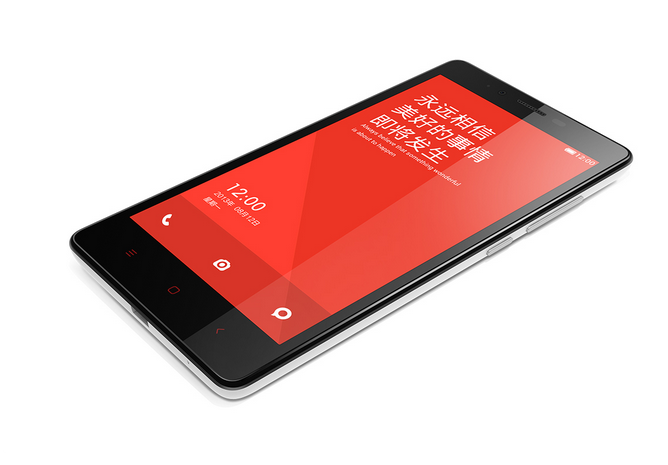 12:00
永远相信
美好的事情
即将发生
Always believe that something wonderful
is about to happen
12:00
2013年 08月12日
星期一